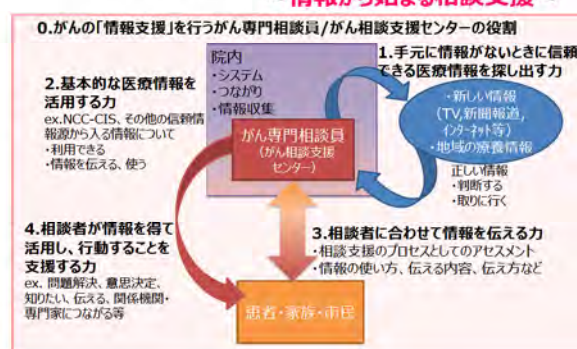 情報から始まる相談支援
0.がんの「情報支援」を行うがん専門相談員/がん相談支援センターの役割
院内
・システム
・つながり
・情報収集
がん専門相談員
(がん相談支援
センター)
1.手元に情報がないときに信頼
できる医療情報を探し出す力
・新しい情報
(TV,新聞報道,
インターネット等)
・地域の療養情報
正しい情報
・判断する
・取りに行く
2.基本的な医療情報を
活用する力
ex.NCC-CIS、その他の信頼情
報源から入る情報について
・利用できる
・情報を伝える、使う
3.相談者に合わせて情報を伝える力
・相談支援のプロセスとしてのアセスメント
・情報の使い方、伝える内容、伝え方など
4.相談者が情報を得て
活用し、行動することを
支援する力
ex. 問題解決、意思決定、
知りたい、伝える、関係機関・
専門家につながる等
患者・家族・市民